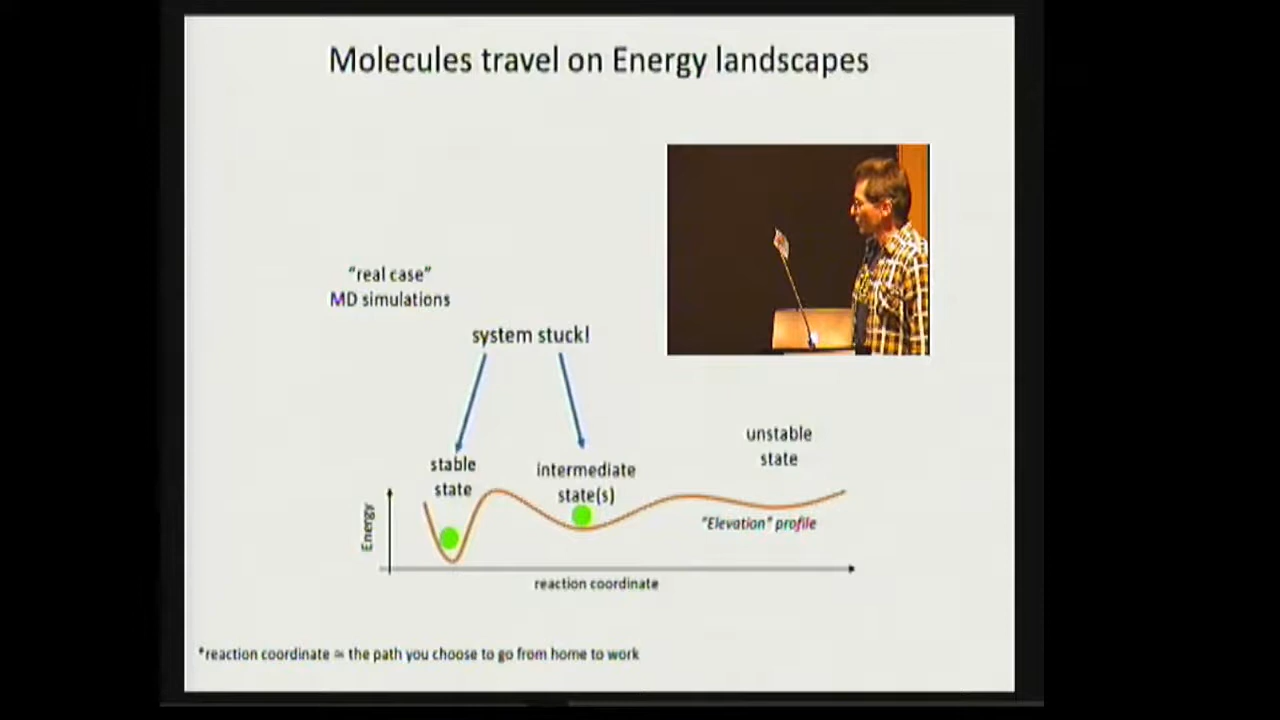 Molecules travel on Energy landscapes
"real case"
MD simulations
system stuck!
unstable
state
stable
state
intermediate
state(s)
"Elevation" profile
Energy
reaction coordinate
*reaction coordinate ≃ the path you choose to go from home to work